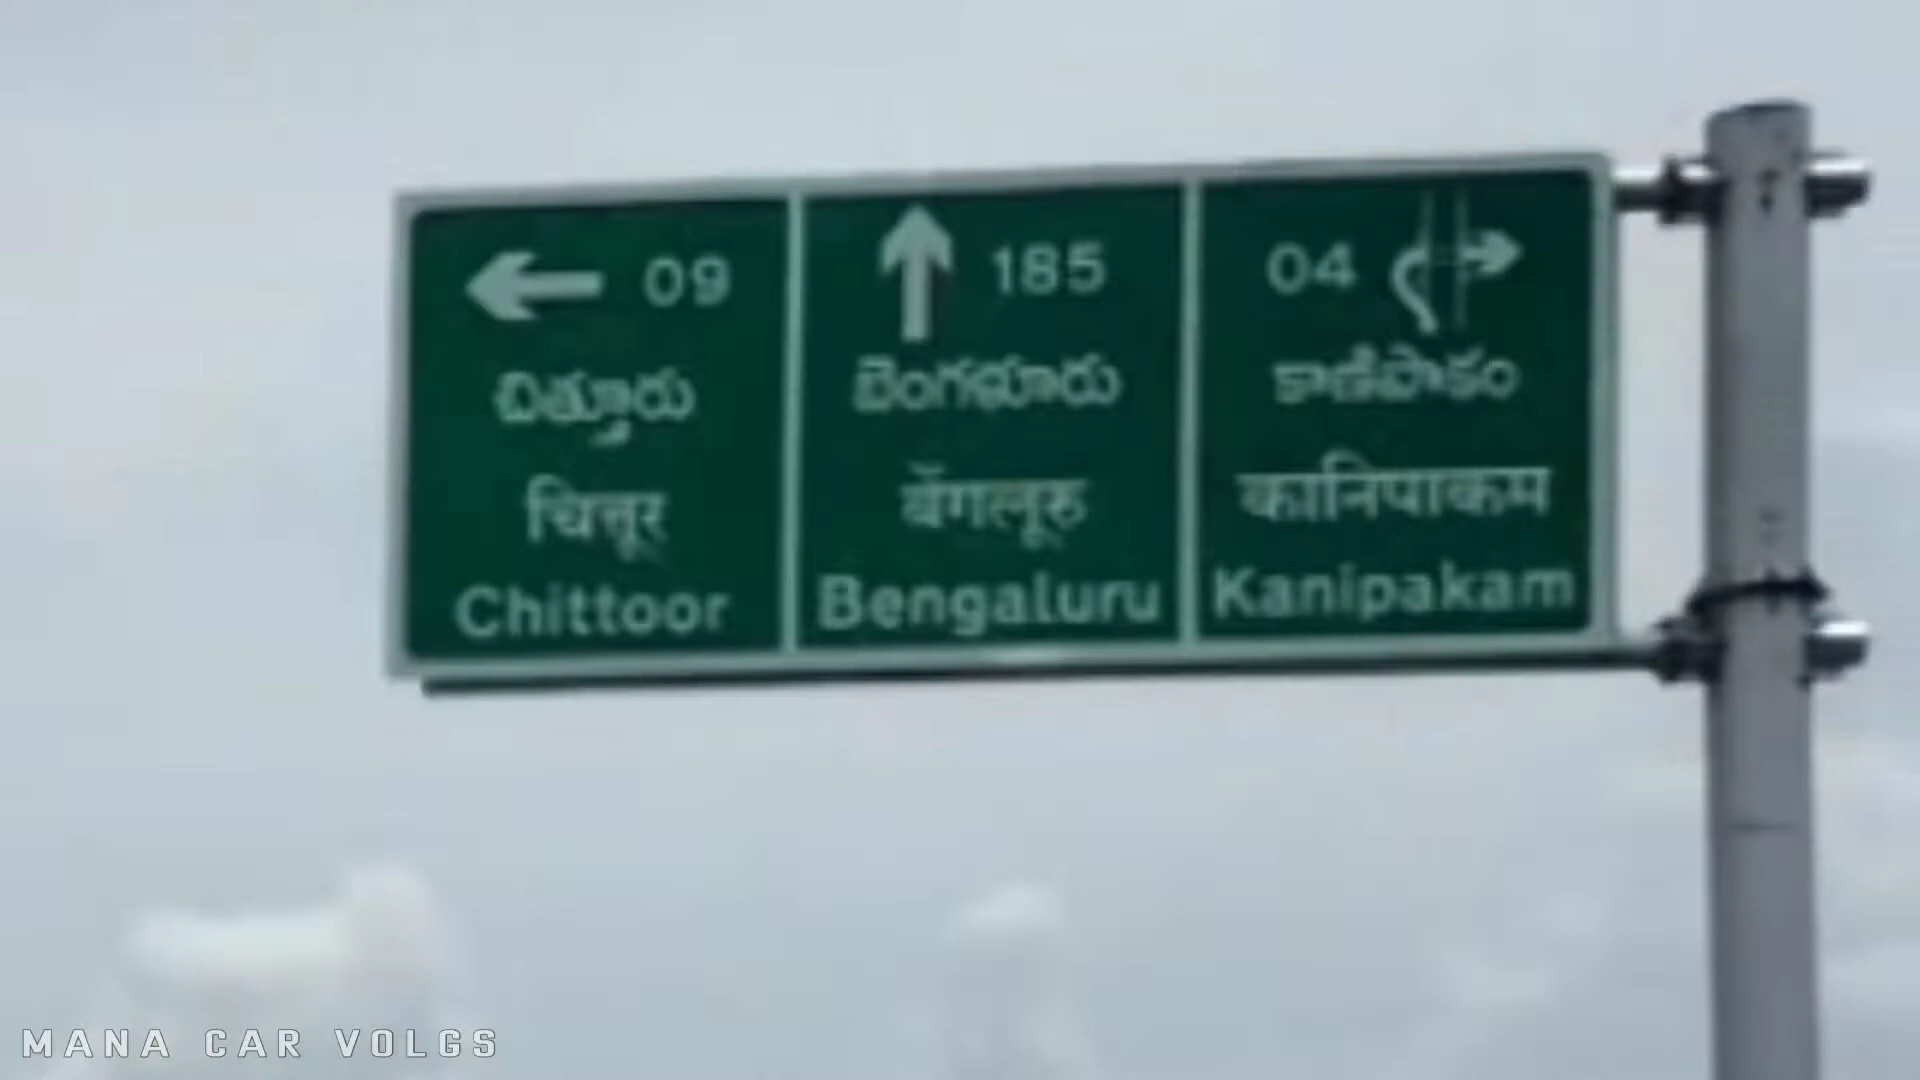 09
చిత్తూరు
चित्तूर
Chittoor
185
బెంగళూరు
बेंगलूरु
Bengaluru
04
కాణిపాకం
कानिपाकम
Kanipakam
MANA CAR VOLGS